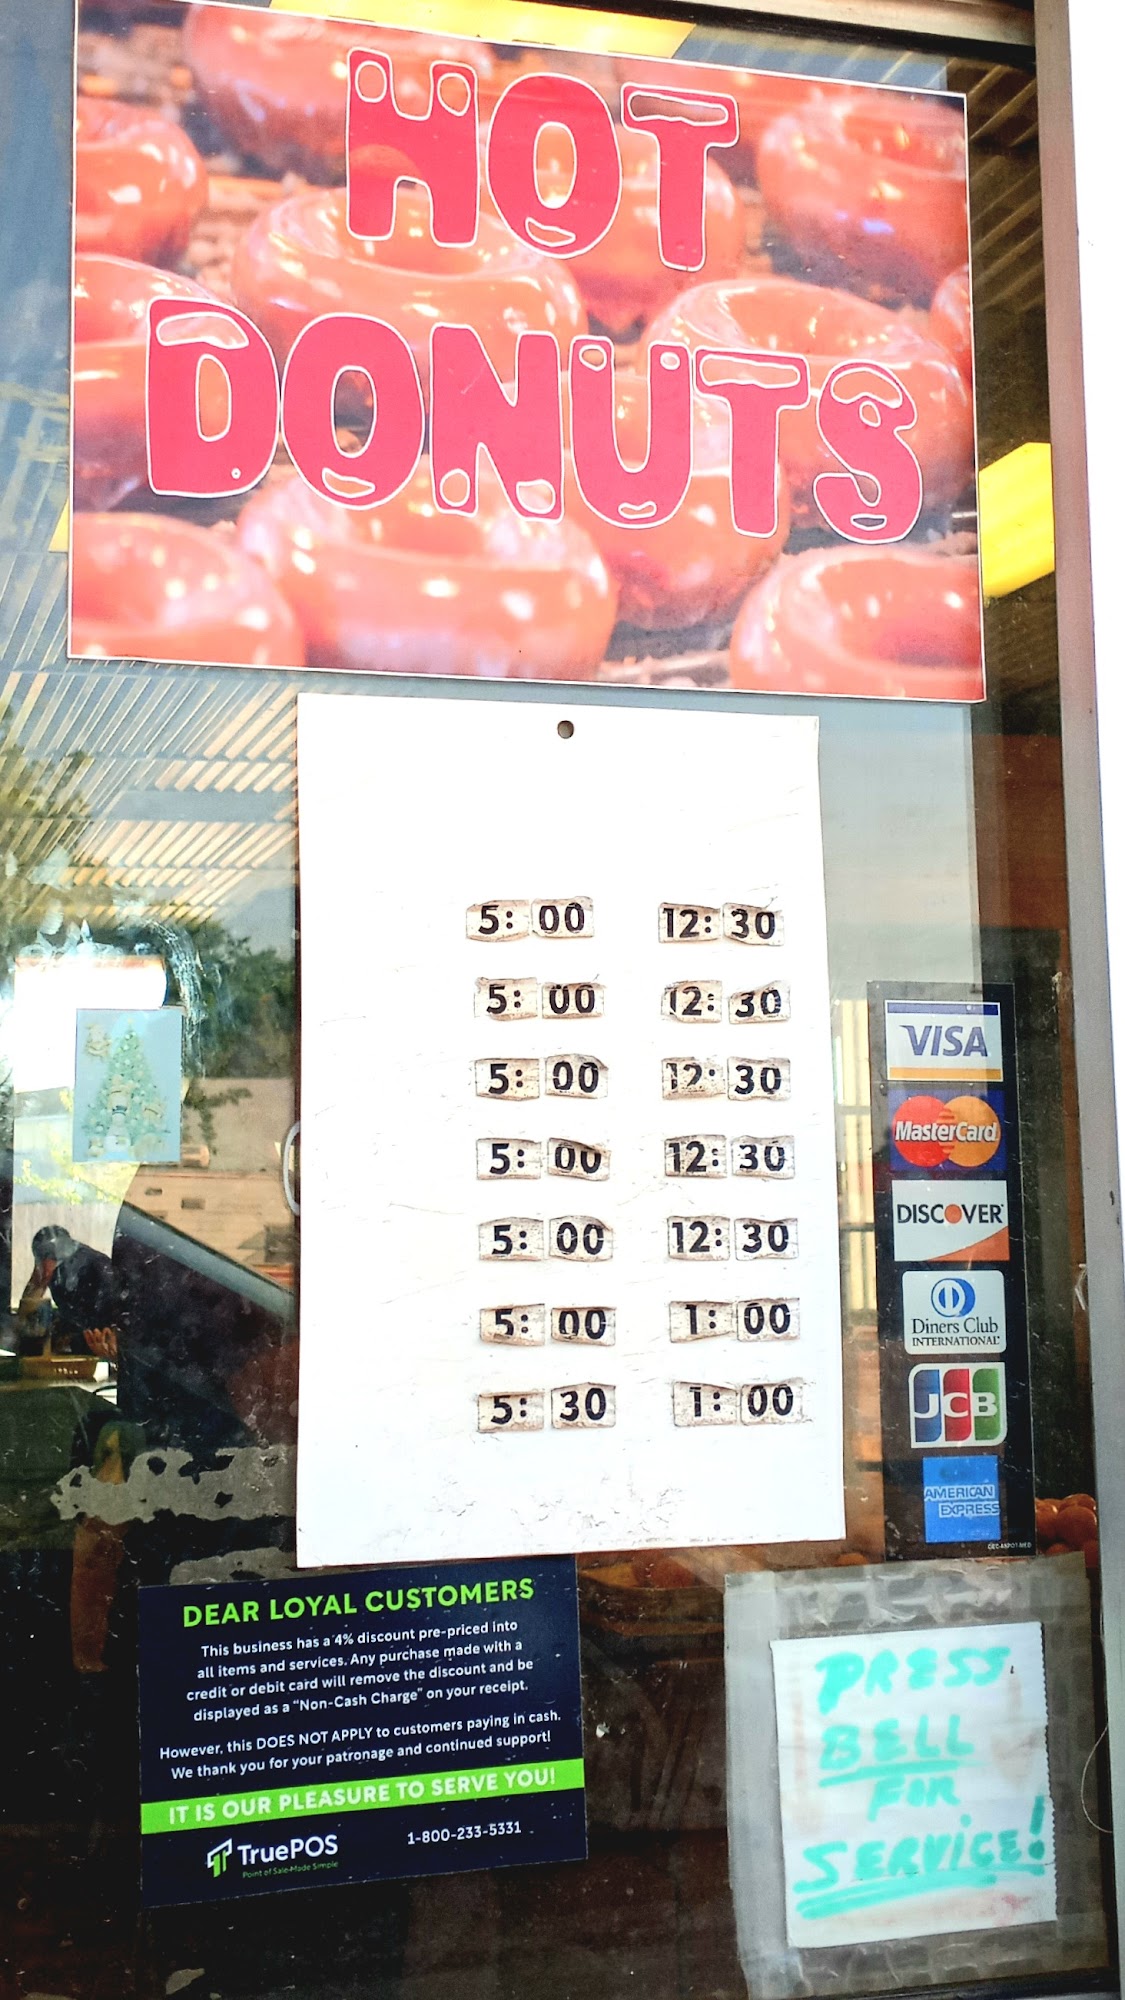 HOT
DONUTS
5:00 12:30
5:00 12:30
5:00 12:30
5:00 12:30
5:00 12:30
5:00 1:00
5:30 1:00
VISA
MasterCard
DISCOVER
Diners Club
INTERNATIONAL
JCB
AMERICAN
EXPRESS
DEAR LOYAL CUSTOMERS
This business has a 4% discount pre-priced into
all items and services. Any purchase made with a
credit or debit card will remove the discount and be
displayed as a "Non-Cash Charge" on your receipt.
However, this DOES NOT APPLY to customers paying in cash.
We thank you for your patronage and continued support!
IT IS OUR PLEASURE TO SERVE YOU!
TruePOS
Point of Sale-Made Simple
1-800-233-5331
PRESS
BELL
FOR
SERVICE!